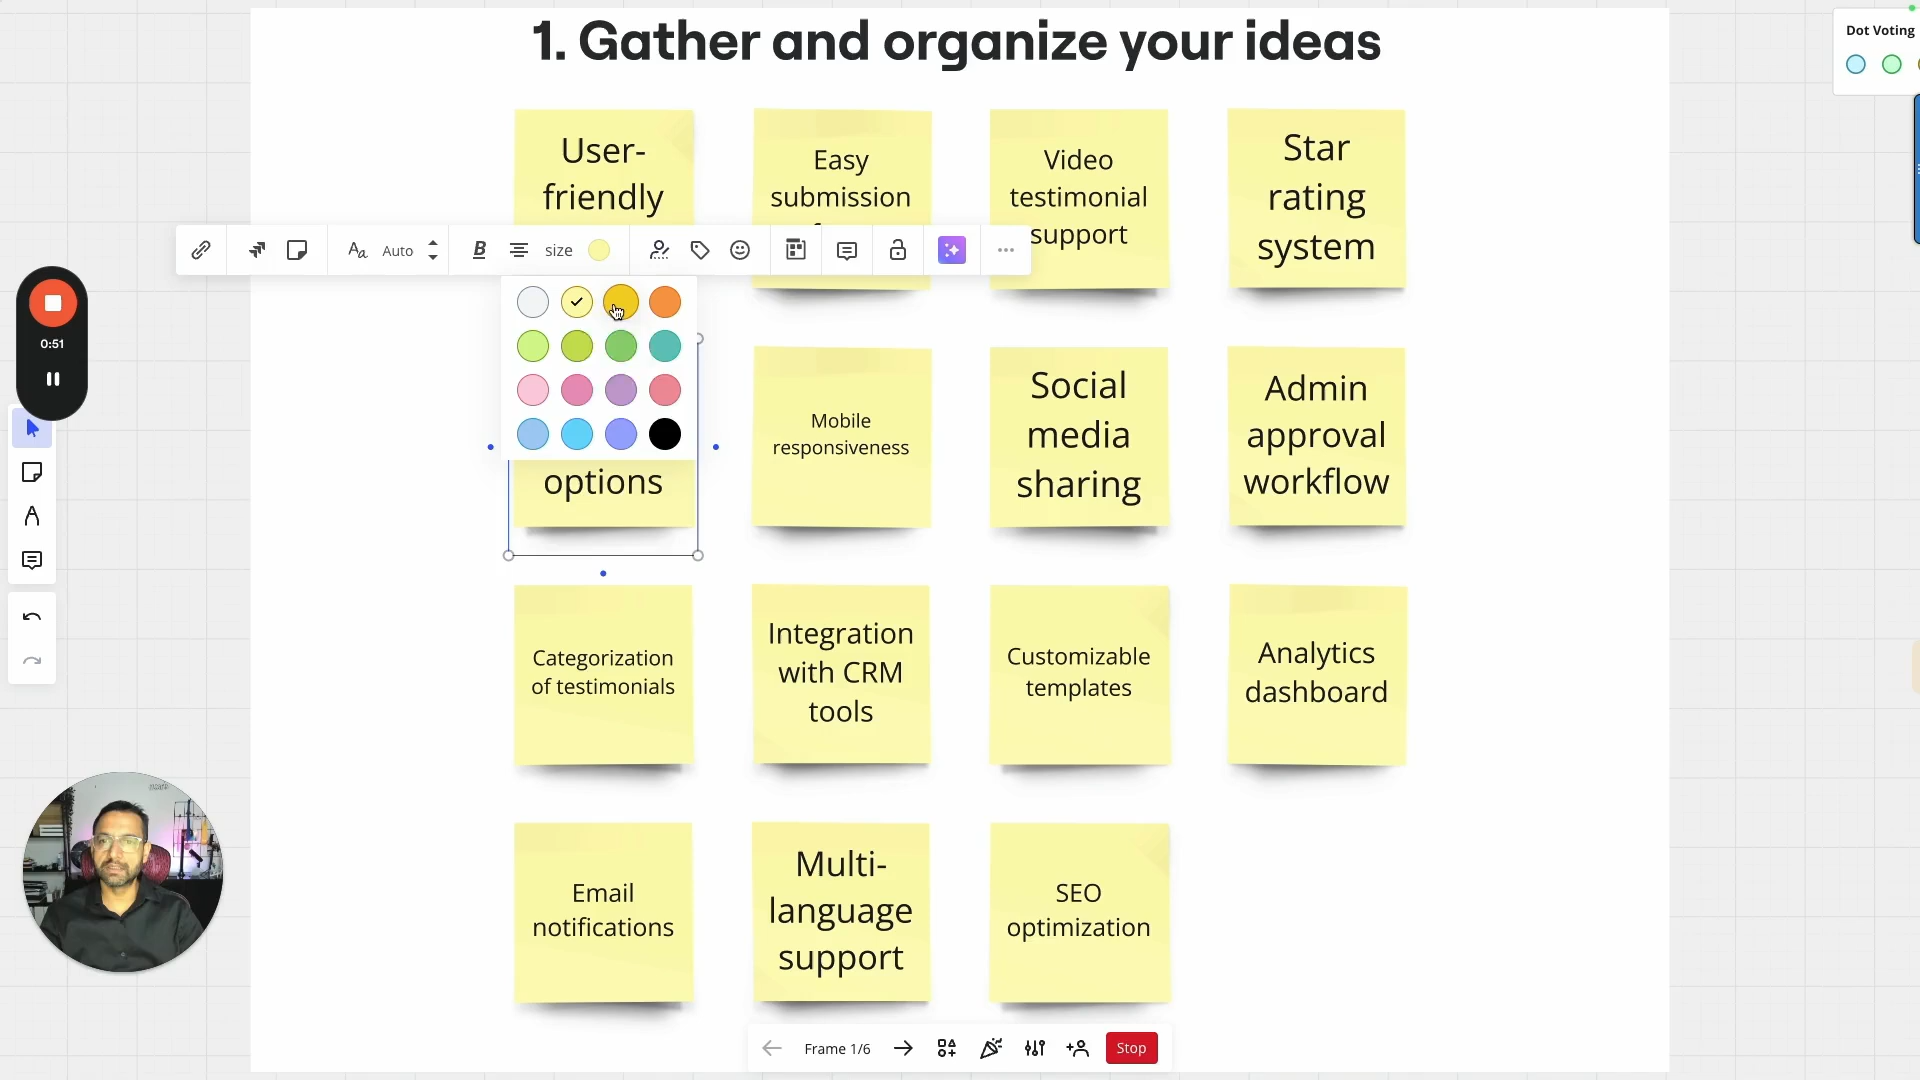 1. Gather and organize your ideas
Dot Voting
User-
friendly
Easy
submission
Video
testimonial
support
Star
rating
system
Auto
B
size
0:51
options
Mobile
responsiveness
Social
media
sharing
Admin
approval
workflow
Categorization
of testimonials
Integration
with CRM
tools
Customizable
templates
Analytics
dashboard
Email
notifications
Multi-
language
support
SEO
optimization
Frame 1/6
Stop